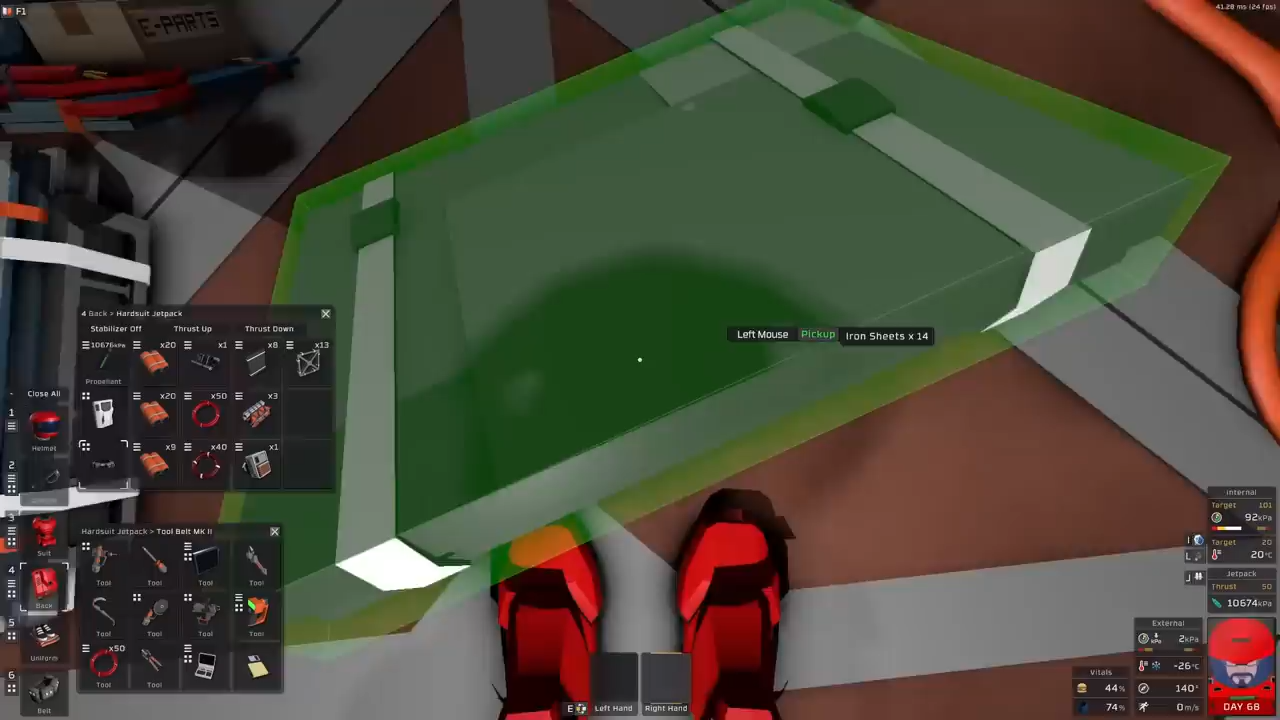 F1
41.28 ms (24 fps)
E-PARTS
Left Mouse Pickup Iron Sheets x 14
4 Back > Hardsuit Jetpack
Stabilizer Off Thrust Up Thrust Down
10676kPa x20 x1 x8 x13
Propellant
x20 x50 x3
x9 x40 x1
Close All
1
Helmet
2
3
Suit
4
Back
5
Uniform
6
Belt
Hardsuit Jetpack > Tool Belt MK II
Tool Tool Tool Tool
Tool Tool Tool Tool
x50
Tool Tool
E Left Hand Right Hand
Internal
Target 101
92kPa
Target 20
20°C
Jetpack
Thrust 50
10674kPa
External
2kPa
-26°C
140°
0m/s
Vitals
44%
74%
DAY 68